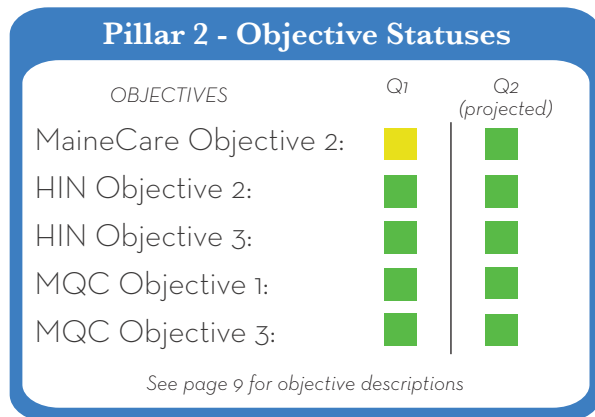 Pillar 2 - Objective Statuses
OBJECTIVES Q1 Q2
(projected)
MaineCare Objective 2:
HIN Objective 2:
HIN Objective 3:
MQC Objective 1:
MQC Objective 3:
See page 9 for objective descriptions